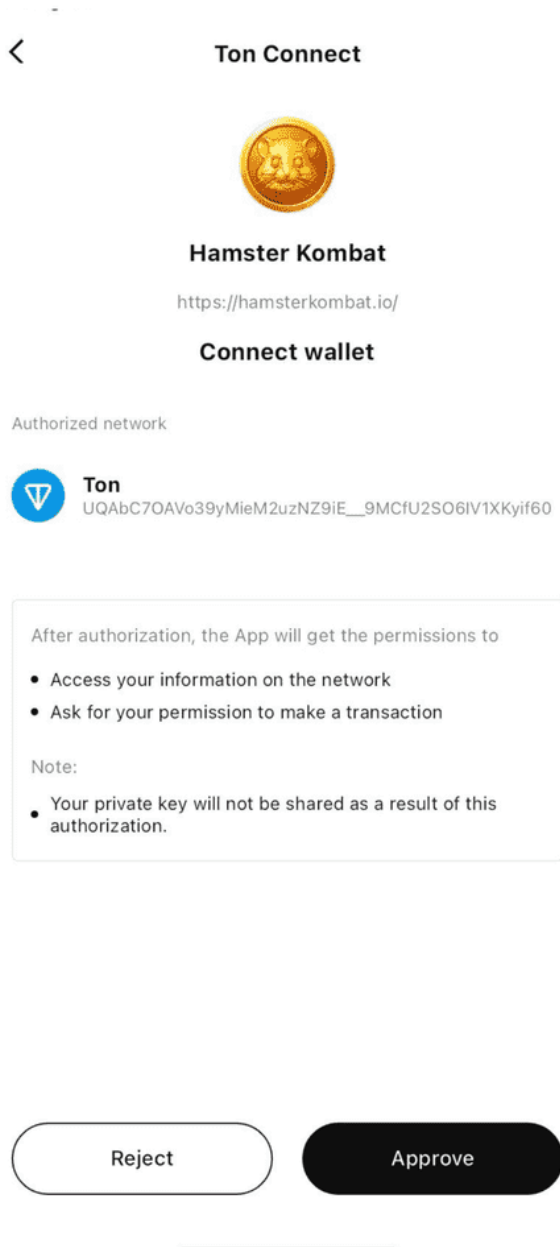 Ton Connect
Hamster Kombat
https://hamsterkombat.io/
Connect wallet
Authorized network
Ton
UQAbC7OAVo39yMieM2uzNZ9iE__9MCfU2SO6IV1XKyif60
After authorization, the App will get the permissions to
• Access your information on the network
• Ask for your permission to make a transaction
Note:
• Your private key will not be shared as a result of this
authorization.
Reject
Approve